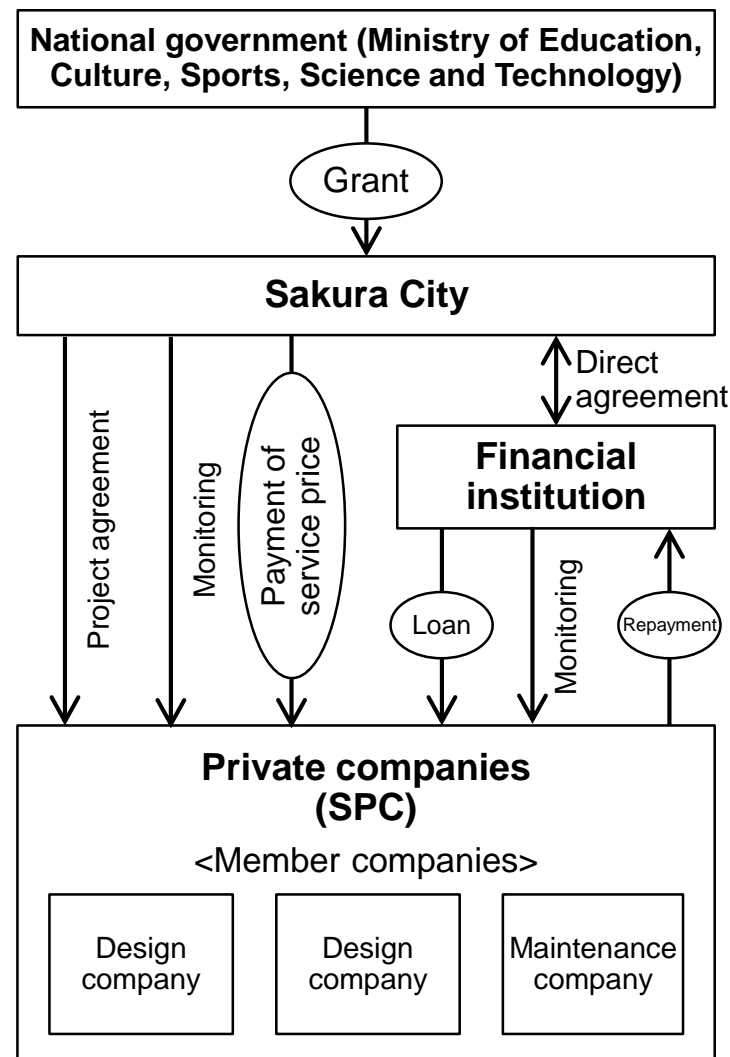 National government (Ministry of Education,
Culture, Sports, Science and Technology)
Grant
Sakura City
Project agreement
Monitoring
Payment of
service price
Direct
agreement
Financial
institution
Loan
Monitoring
Repayment
Private companies
(SPC)
<Member companies>
Design
company
Design
company
Maintenance
company